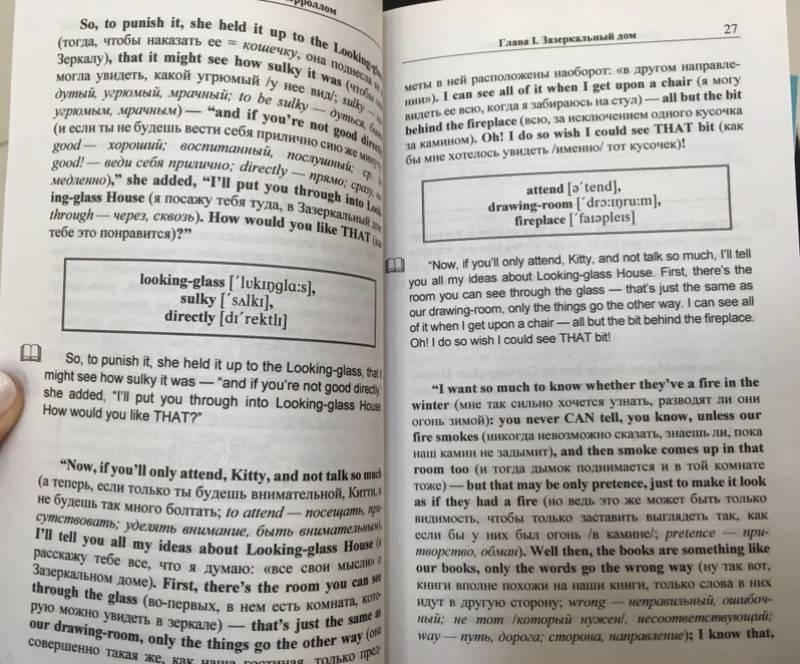 рроллом
So, to punish it, she held it up to the Looking-glass
(тогда, чтобы наказать ее = кошечку, она поднесла ее к
Зеркалу), that it might see how sulky it was (чтобы она
могла увидеть, какой угрюмый /у нее вид/; sulky —
дутый, угрюмый, мрачный; to be sulky — дуться, быть
угрюмым, мрачным) — “and if you're not good directly
(и если ты не будешь вести себя прилично сию же минуту;
good — хороший; воспитанный, послушный; ср.
good! — веди себя прилично; directly — прямо; сразу,
медленно),” she added, “I'll put you through into Look-
ing-glass House (я посажу тебя туда, в Зазеркальный дом;
through — через, сквозь). How would you like THAT (как
тебе это понравится)?”
looking-glass [ˊlʊkɪŋglɑ:s],
sulky [ˊsʌlkɪ],
directly [dɪˊrektlɪ]
So, to punish it, she held it up to the Looking-glass, that it
might see how sulky it was — “and if you're not good directly,”
she added, “I'll put you through into Looking-glass House.
How would you like THAT?”
“Now, if you'll only attend, Kitty, and not talk so much
(а теперь, если только ты будешь внимательной, Китти, и
не будешь так много болтать; to attend — посещать, при-
сутствовать; уделять внимание, быть внимательным),
I'll tell you all my ideas about Looking-glass House (я
расскажу тебе все, что я думаю: «все свои мысли» о
Зазеркальном доме). First, there's the room you can see
through the glass (во-первых, в нем есть комната, кото-
рую можно увидеть в зеркале) — that's just the same as
our drawing-room, only the things go the other way (она
совершенно такая же, как наша гостиная, только пред-
Глава I. Зазеркальный дом
27
меты в ней расположены наоборот: «в другом направле-
нии»). I can see all of it when I get upon a chair (я могу
видеть ее всю, когда я забираюсь на стул) — all but the bit
behind the fireplace (всю, за исключением одного кусочка
за камином). Oh! I do so wish I could see THAT bit (как
бы мне хотелось увидеть /именно/ тот кусочек)!
attend [əˊtend],
drawing-room [ˊdrɔ:ɪŋru:m],
fireplace [ˊfaɪəpleɪs]
“Now, if you'll only attend, Kitty, and not talk so much, I'll tell
you all my ideas about Looking-glass House. First, there's the
room you can see through the glass — that's just the same as
our drawing-room, only the things go the other way. I can see all
of it when I get upon a chair — all but the bit behind the fireplace.
Oh! I do so wish I could see THAT bit!
“I want so much to know whether they've a fire in the
winter (мне так сильно хочется узнать, разводят ли они
огонь зимой): you never CAN tell, you know, unless our
fire smokes (никогда невозможно сказать, знаешь ли, пока
наш камин не задымит), and then smoke comes up in that
room too (и тогда дымок поднимается и в той комнате
тоже) — but that may be only pretence, just to make it look
as if they had a fire (но ведь это же может быть только
видимость, чтобы только заставить выглядеть так, как
если бы у них был огонь /в камине/; pretence — при-
творство, обман). Well then, the books are something like
our books, only the words go the wrong way (ну так вот,
книги вполне похожи на наши книги, только слова в них
идут в другую сторону; wrong — неправильный, ошибоч-
ный; не тот /который нужен/, несоответствующий;
way — путь, дорога; сторона, направление); I know that,